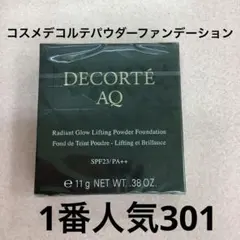 コスメデコルテパウダーファンデーション
DECORTÉ
AQ
Radiant Glow Lifting Powder Foundation
Fond de Teint Poudre - Lifting et Brillance
SPF23/PA++
℮ 11 g NET WT. .38 OZ.
1番人気301